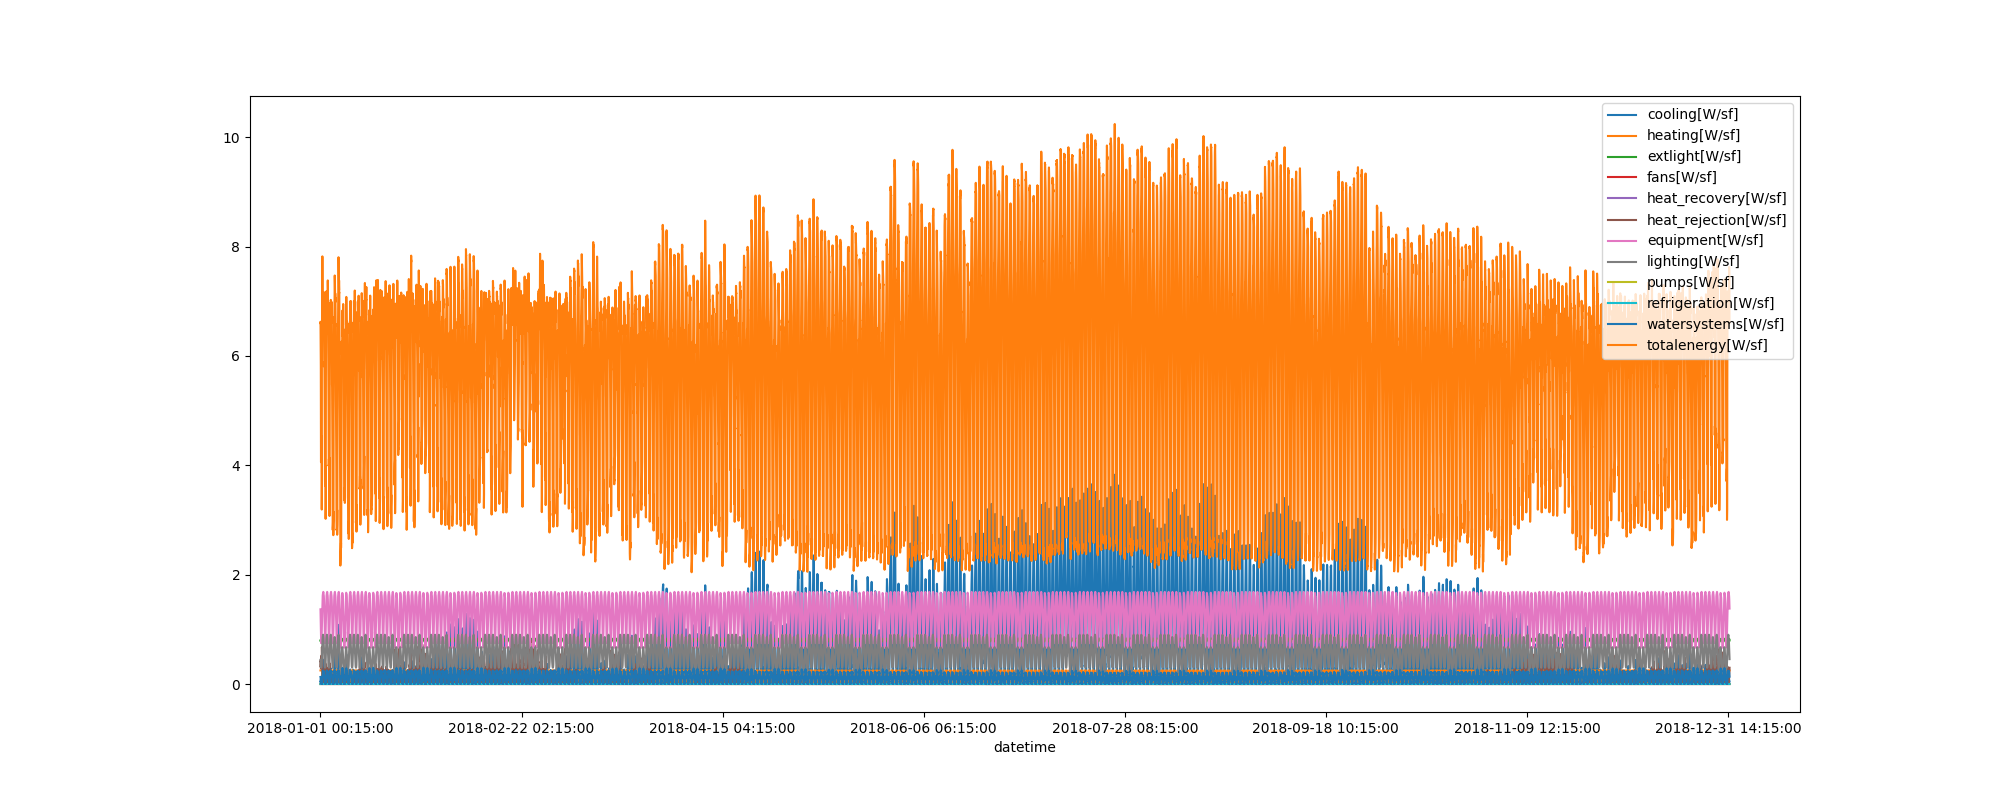 10
8
6
4
2
0
cooling[W/sf]
heating[W/sf]
extlight[W/sf]
fans[W/sf]
heat_recovery[W/sf]
heat_rejection[W/sf]
equipment[W/sf]
lighting[W/sf]
pumps[W/sf]
refrigeration[W/sf]
watersystems[W/sf]
totalenergy[W/sf]
2018-01-01 00:15:00 2018-02-22 02:15:00 2018-04-15 04:15:00 2018-06-06 06:15:00 2018-07-28 08:15:00 2018-09-18 10:15:00 2018-11-09 12:15:00 2018-12-31 14:15:00
datetime